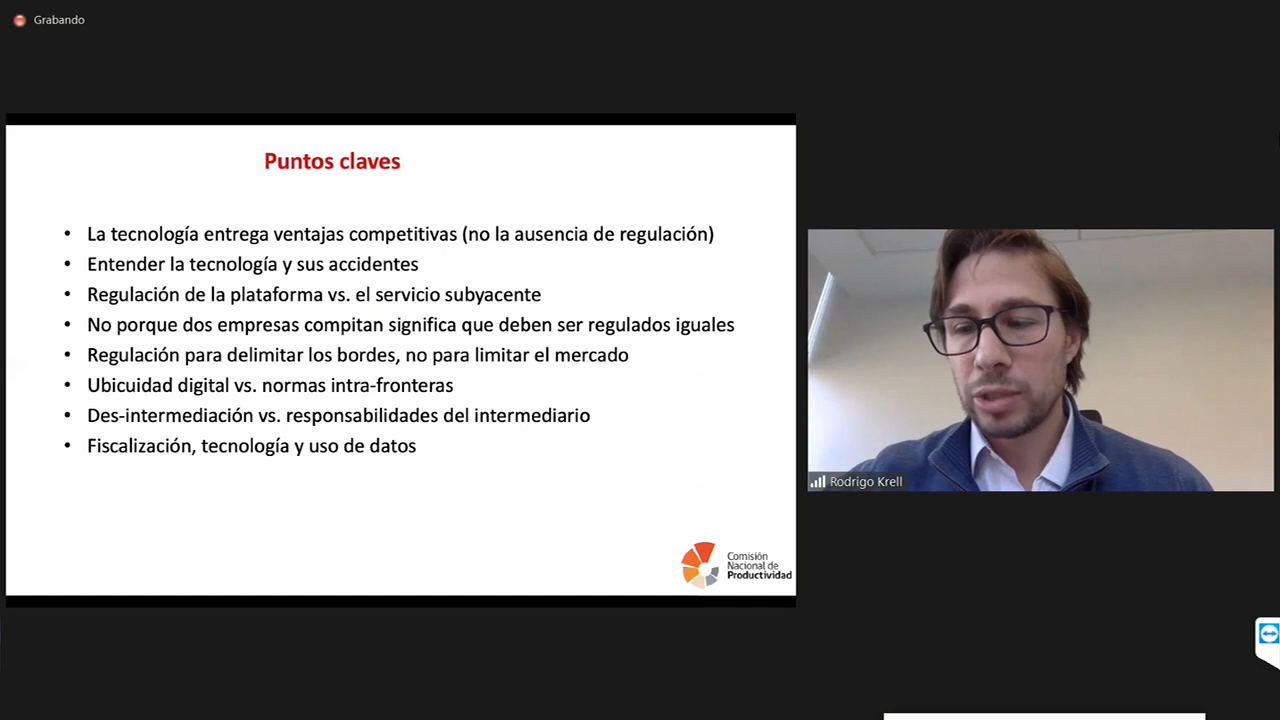 Grabando
Puntos claves
• La tecnología entrega ventajas competitivas (no la ausencia de regulación)
• Entender la tecnología y sus accidentes
• Regulación de la plataforma vs. el servicio subyacente
• No porque dos empresas compitan significa que deben ser regulados iguales
• Regulación para delimitar los bordes, no para limitar el mercado
• Ubicuidad digital vs. normas intra-fronteras
• Des-intermediación vs. responsabilidades del intermediario
• Fiscalización, tecnología y uso de datos
Comisión
Nacional de
Productividad
Rodrigo Krell